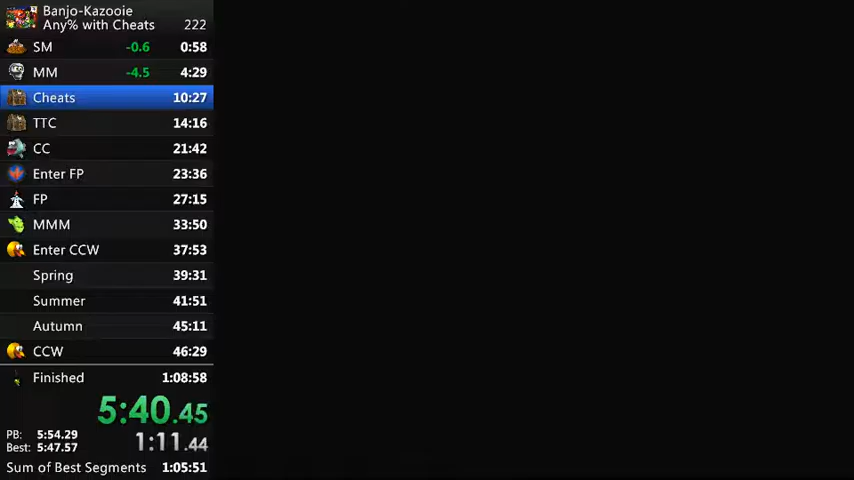 Banjo-Kazooie
Any% with Cheats 222
SM -0.6 0:58
MM -4.5 4:29
Cheats 10:27
TTC 14:16
CC 21:42
Enter FP 23:36
FP 27:15
MMM 33:50
Enter CCW 37:53
Spring 39:31
Summer 41:51
Autumn 45:11
CCW 46:29
Finished 1:08:58
5:40.45
PB: 5:54.29
Best: 5:47.57
1:11.44
Sum of Best Segments 1:05:51